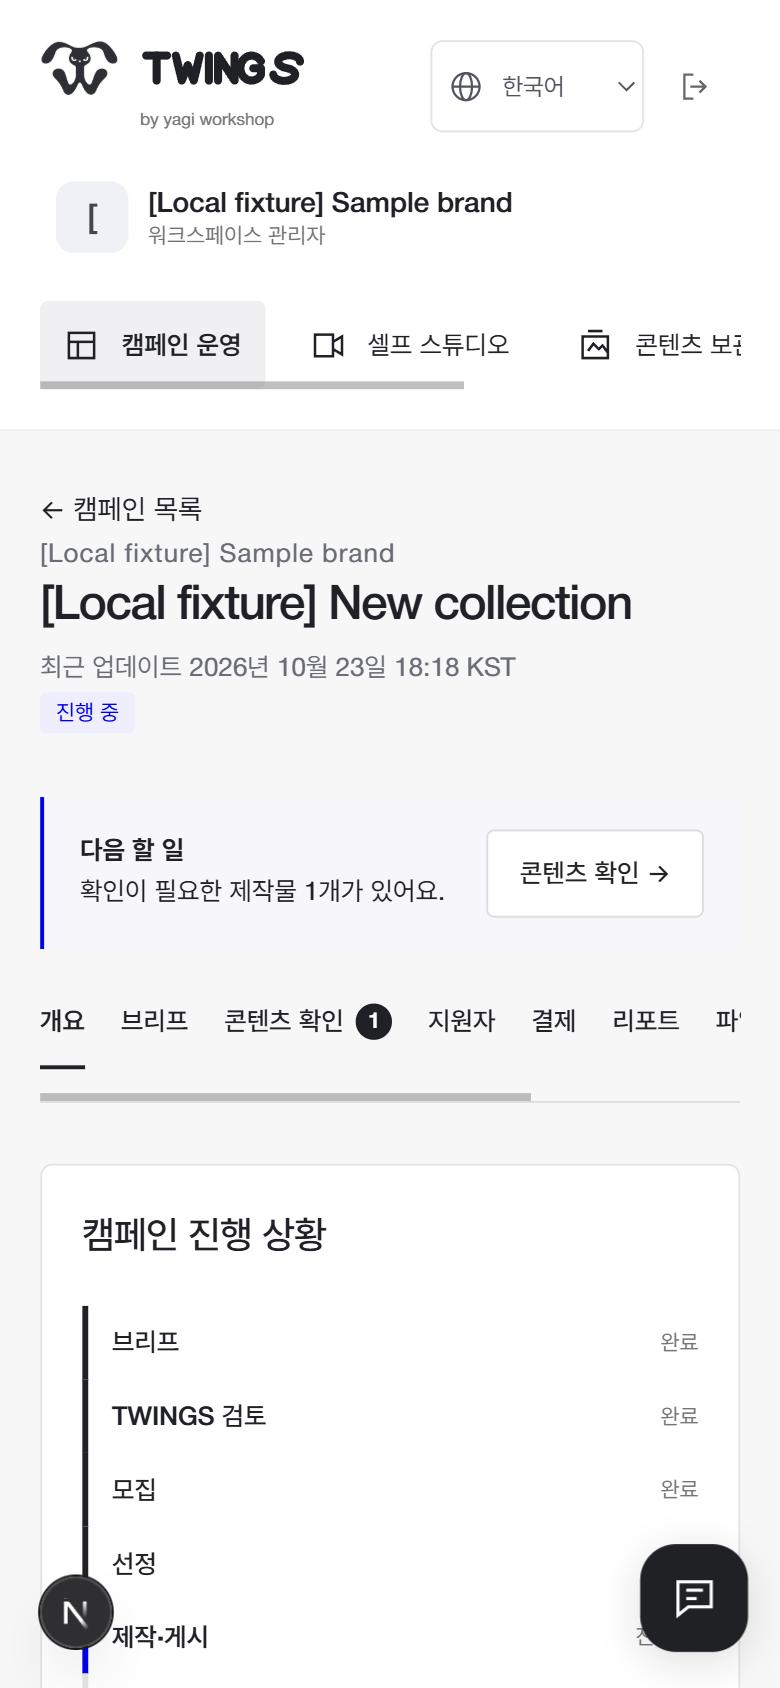 TWINGS
by yagi workshop
한국어
[
[Local fixture] Sample brand
워크스페이스 관리자
캠페인 운영
셀프 스튜디오
콘텐츠
← 캠페인 목록
[Local fixture] Sample brand
[Local fixture] New collection
최근 업데이트 2026년 10월 23일 18:18 KST
진행 중
다음 할 일
확인이 필요한 제작물 1개가 있어요.
콘텐츠 확인 →
개요 브리프 콘텐츠 확인 1 지원자 결제 리포트
캠페인 진행 상황
브리프 완료
TWINGS 검토 완료
모집 완료
선정
N
제작·게시